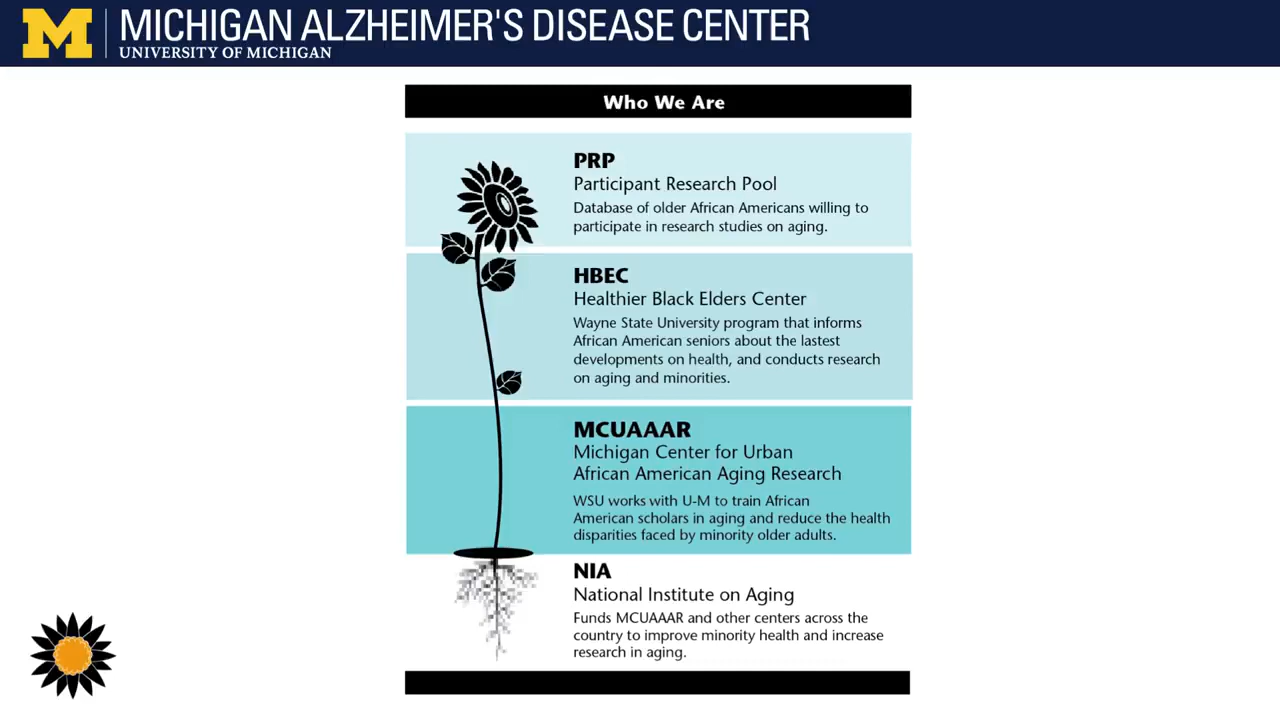 M
MICHIGAN ALZHEIMER'S DISEASE CENTER
UNIVERSITY OF MICHIGAN
Who We Are
PRP
Participant Research Pool
Database of older African Americans willing to
participate in research studies on aging.
HBEC
Healthier Black Elders Center
Wayne State University program that informs
African American seniors about the lastest
developments on health, and conducts research
on aging and minorities.
MCUAAAR
Michigan Center for Urban
African American Aging Research
WSU works with U-M to train African
American scholars in aging and reduce the health
disparities faced by minority older adults.
NIA
National Institute on Aging
Funds MCUAAAR and other centers across the
country to improve minority health and increase
research in aging.